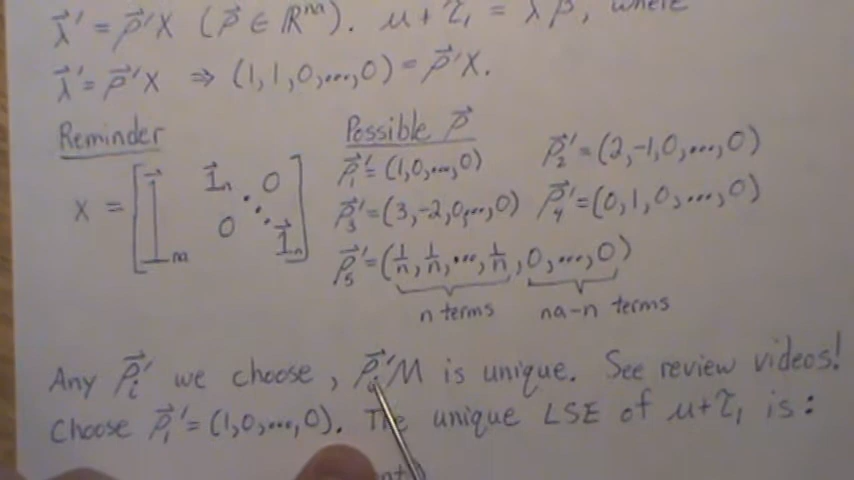 λ⃗' = ρ⃗'X (ρ⃗ ∈ ℝⁿᵃ). μ + τ₁ = λ⃗'β⃗, where
λ⃗' = ρ⃗'X ⇒ (1, 1, 0, ..., 0) = ρ⃗'X.
Reminder
X = [ 1⃗ₙₐ 1⃗ₙ 0 ⋱ 0 1⃗ₙ ]
Possible ρ⃗
ρ⃗₁' = (1, 0, ..., 0) ρ⃗₂' = (2, -1, 0, ..., 0)
ρ⃗₃' = (3, -2, 0, ..., 0) ρ⃗₄' = (0, 1, 0, ..., 0)
ρ⃗₅' = (1/n, 1/n, ..., 1/n, 0, ..., 0)
n terms na-n terms
Any ρ⃗ᵢ' we choose, ρ⃗ᵢ'M is unique. See review videos!
Choose ρ⃗₁' = (1, 0, ..., 0). The unique LSE of μ + τ₁ is: